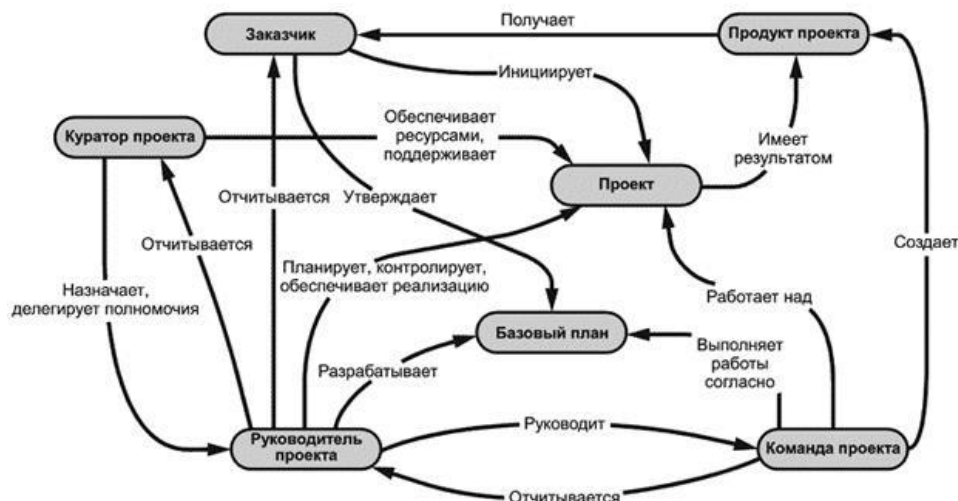 Заказчик
Получает
Продукт проекта
Инициирует
Куратор проекта
Обеспечивает
ресурсами,
поддерживает
Имеет
результатом
Проект
Отчитывается
Утверждает
Отчитывается
Создает
Планирует, контролирует,
обеспечивает реализацию
Назначает,
делегирует полномочия
Работает над
Базовый план
Выполняет
работы
согласно
Разрабатывает
Руководитель
проекта
Руководит
Команда проекта
Отчитывается